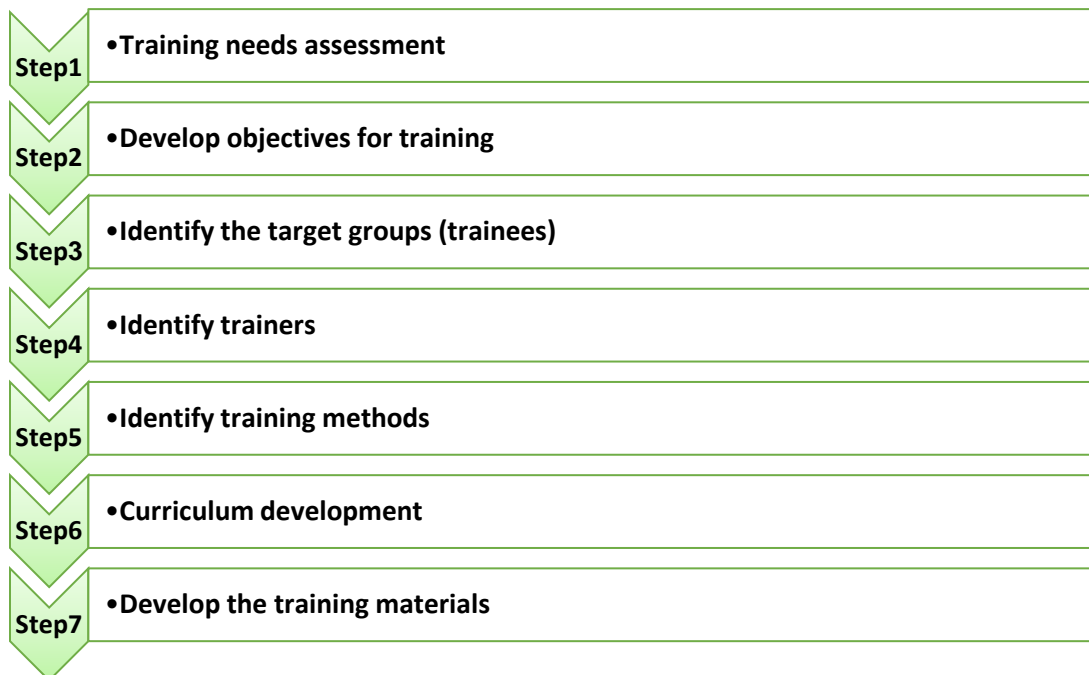 Step1
•Training needs assessment
Step2
•Develop objectives for training
Step3
•Identify the target groups (trainees)
Step4
•Identify trainers
Step5
•Identify training methods
Step6
•Curriculum development
Step7
•Develop the training materials